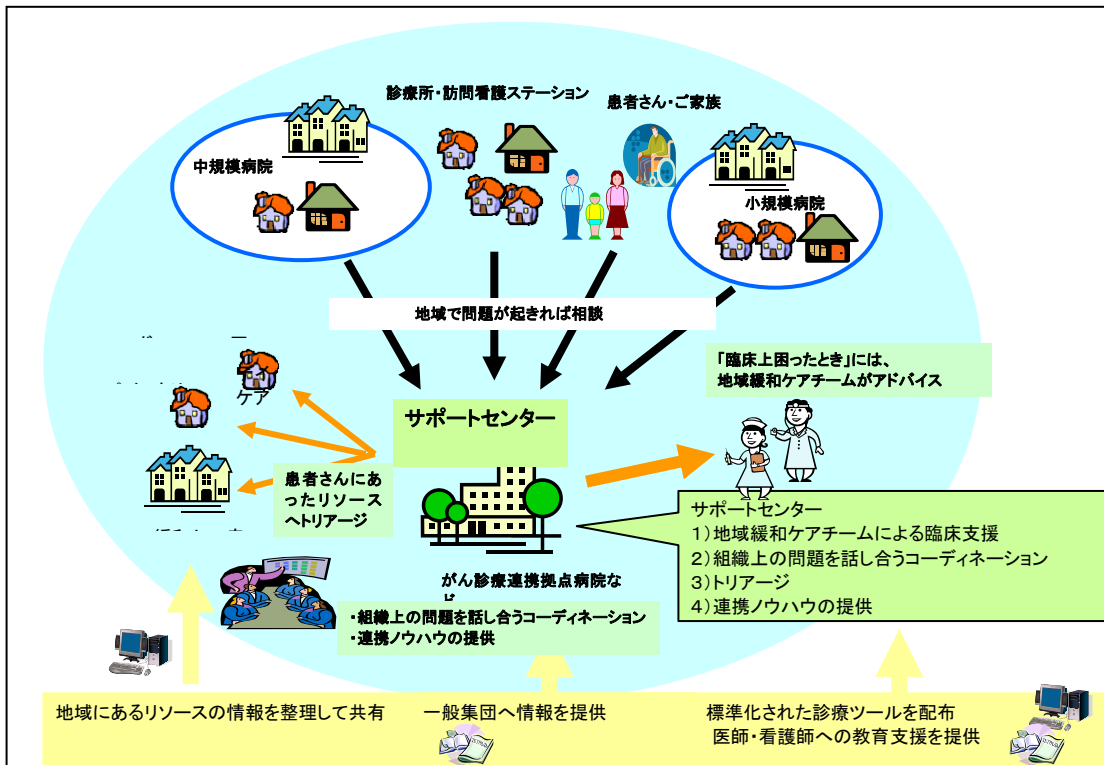 診療所・訪問看護ステーション
患者さん・ご家族
中規模病院
小規模病院
地域で問題が起きれば相談
「臨床上困ったとき」には、
地域緩和ケアチームがアドバイス
ケア
サポートセンター
患者さんにあ
ったリソース
へトリアージ
サポートセンター
1)地域緩和ケアチームによる臨床支援
2)組織上の問題を話し合うコーディネーション
3)トリアージ
4)連携ノウハウの提供
がん診療連携拠点病院な
・組織上の問題を話し合うコーディネーション
・連携ノウハウの提供
地域にあるリソースの情報を整理して共有
一般集団へ情報を提供
標準化された診療ツールを配布
医師・看護師への教育支援を提供